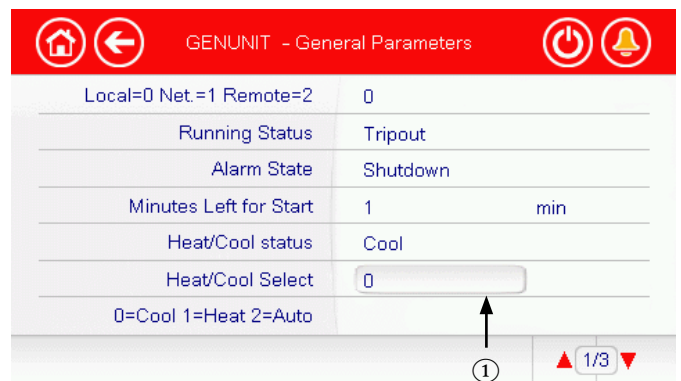 GENUNIT - General Parameters
Local=0 Net.=1 Remote=2 0
Running Status Tripout
Alarm State Shutdown
Minutes Left for Start 1 min
Heat/Cool status Cool
Heat/Cool Select 0
0=Cool 1=Heat 2=Auto
① 1/3